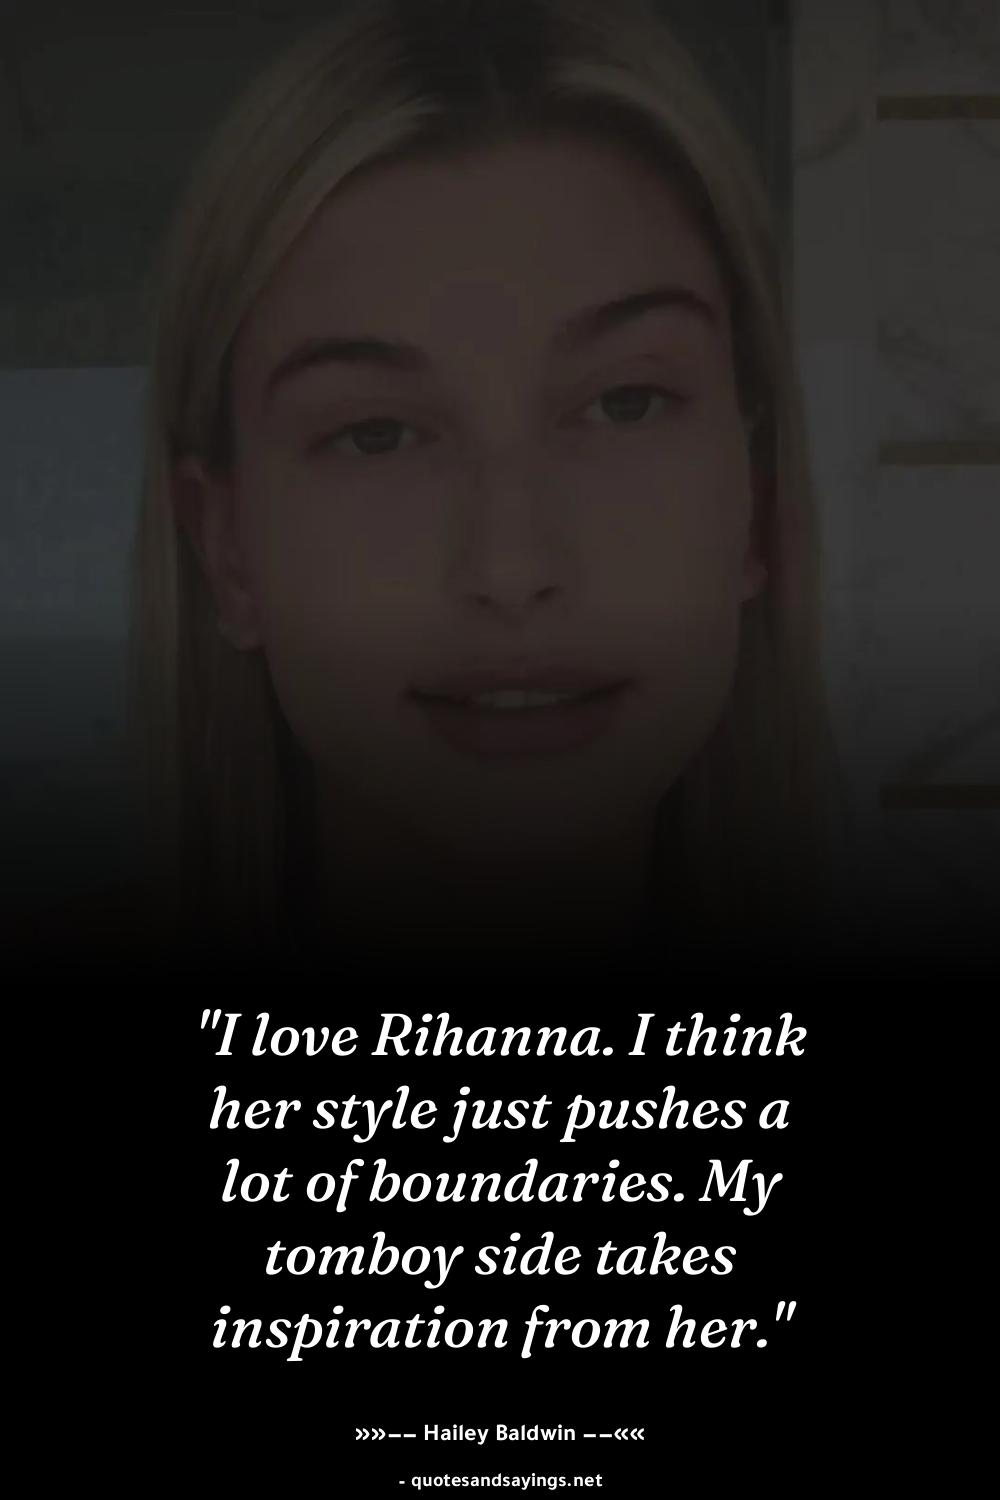 "I love Rihanna. I think
her style just pushes a
lot of boundaries. My
tomboy side takes
inspiration from her."
»»−− Hailey Baldwin −−««
- quotesandsayings.net